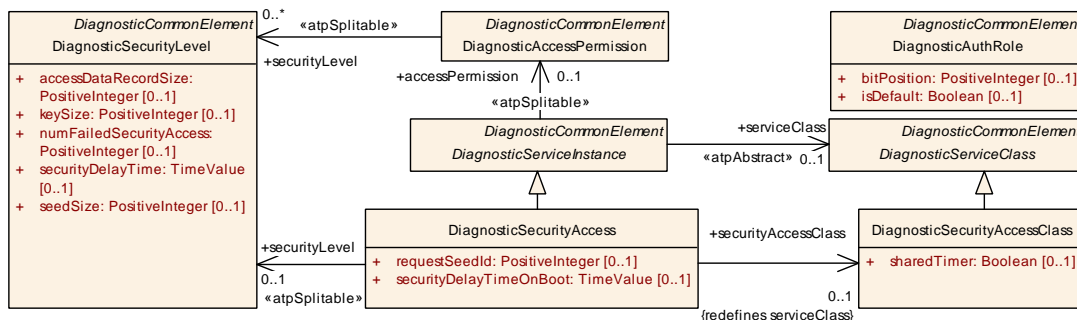 DiagnosticCommonElement
DiagnosticSecurityLevel
+ accessDataRecordSize:
PositiveInteger [0..1]
+ keySize: PositiveInteger [0..1]
+ numFailedSecurityAccess:
PositiveInteger [0..1]
+ securityDelayTime: TimeValue
[0..1]
+ seedSize: PositiveInteger [0..1]
0..*
«atpSplitable»
+securityLevel
DiagnosticCommonElement
DiagnosticAccessPermission
+accessPermission
0..1
«atpSplitable»
DiagnosticCommonElement
DiagnosticAuthRole
+ bitPosition: PositiveInteger [0..1]
+ isDefault: Boolean [0..1]
DiagnosticCommonElement
DiagnosticServiceInstance
+serviceClass
«atpAbstract»
0..1
DiagnosticCommonElement
DiagnosticServiceClass
+securityLevel
0..1
«atpSplitable»
DiagnosticSecurityAccess
+ requestSeedId: PositiveInteger [0..1]
+ securityDelayTimeOnBoot: TimeValue [0..1]
+securityAccessClass
0..1
{redefines serviceClass}
DiagnosticSecurityAccessClass
+ sharedTimer: Boolean [0..1]